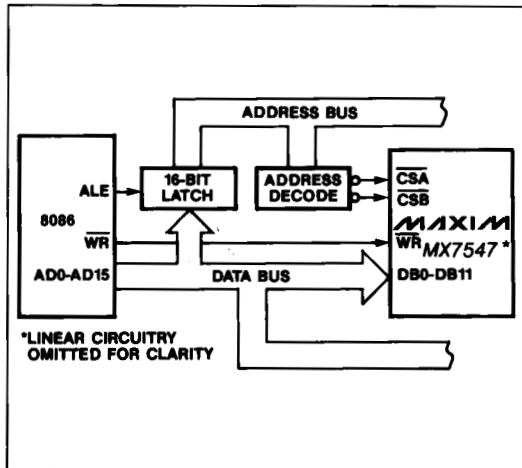 ADDRESS BUS
ALE
16-BIT
LATCH
ADDRESS
DECODE
CSA
CSB
8086
MAXIM
WR
WR
MX7547 *
AD0-AD15
DATA BUS
DB0-DB11
*LINEAR CIRCUITRY
OMITTED FOR CLARITY